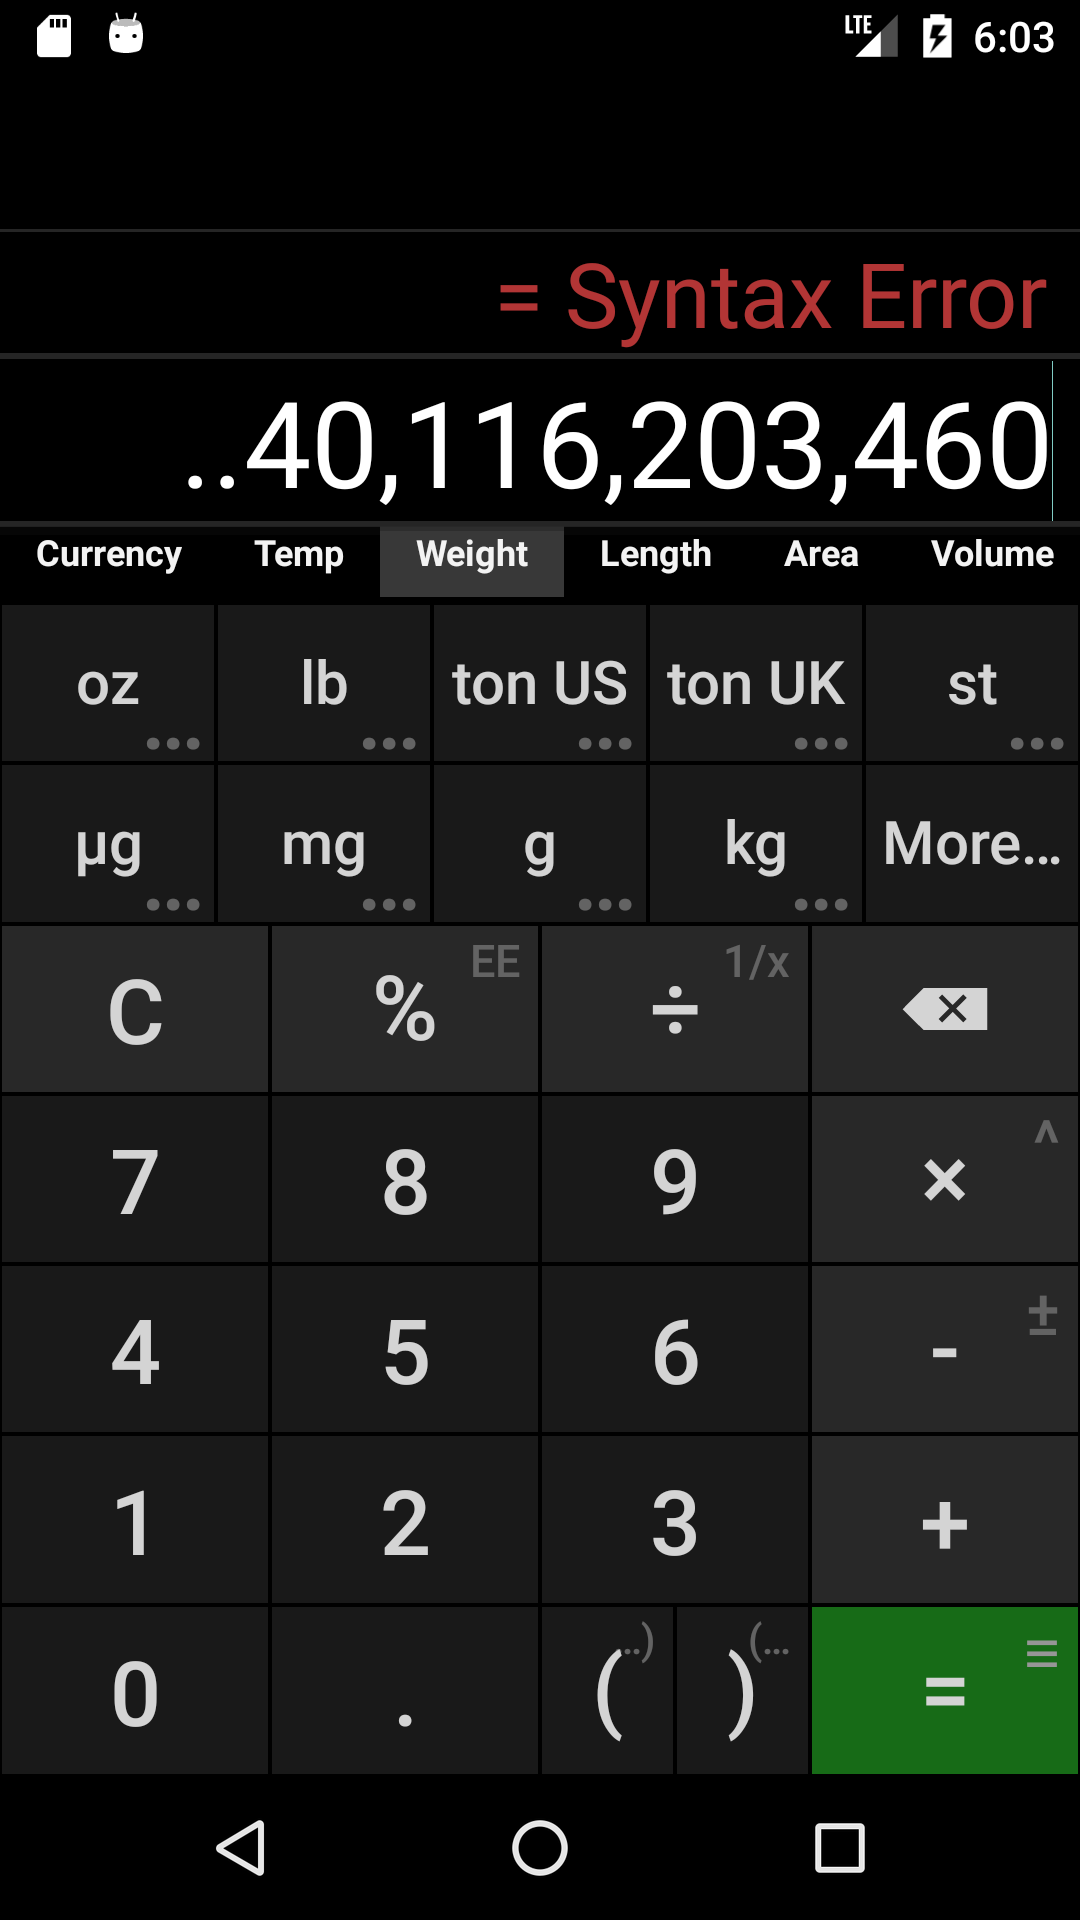 LTE 6:03
= Syntax Error
..40,116,203,460
Currency Temp Weight Length Area Volume
oz lb ton US ton UK st
µg mg g kg More...
C % EE ÷ 1/x
7 8 9 × ^
4 5 6 - ±
1 2 3 +
0 . ( ..) ) (... =